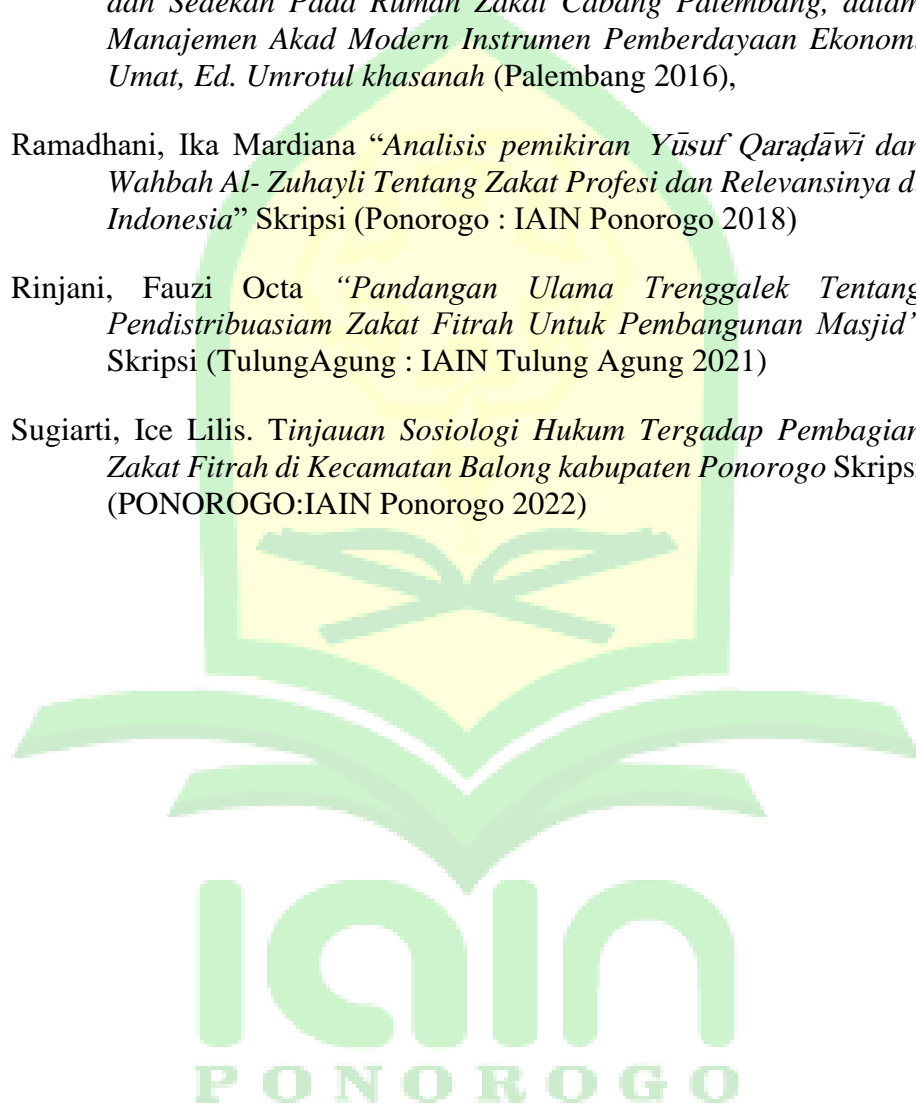 dan Sedekah Pada Rumah Zakat Cabang Palembang, dalam
Manajemen Akad Modern Instrumen Pemberdayaan Ekonomi
Umat, Ed. Umrotul khasanah (Palembang 2016),
Ramadhani, Ika Mardiana “Analisis pemikiran Yūsuf Qaraḍāwī dan
Wahbah Al- Zuhayli Tentang Zakat Profesi dan Relevansinya di
Indonesia” Skripsi (Ponorogo : IAIN Ponorogo 2018)
Rinjani, Fauzi Octa “Pandangan Ulama Trenggalek Tentang
Pendistribuasiam Zakat Fitrah Untuk Pembangunan Masjid”
Skripsi (TulungAgung : IAIN Tulung Agung 2021)
Sugiarti, Ice Lilis. Tinjauan Sosiologi Hukum Tergadap Pembagian
Zakat Fitrah di Kecamatan Balong kabupaten Ponorogo Skripsi
(PONOROGO:IAIN Ponorogo 2022)
IAIN
PONOROGO